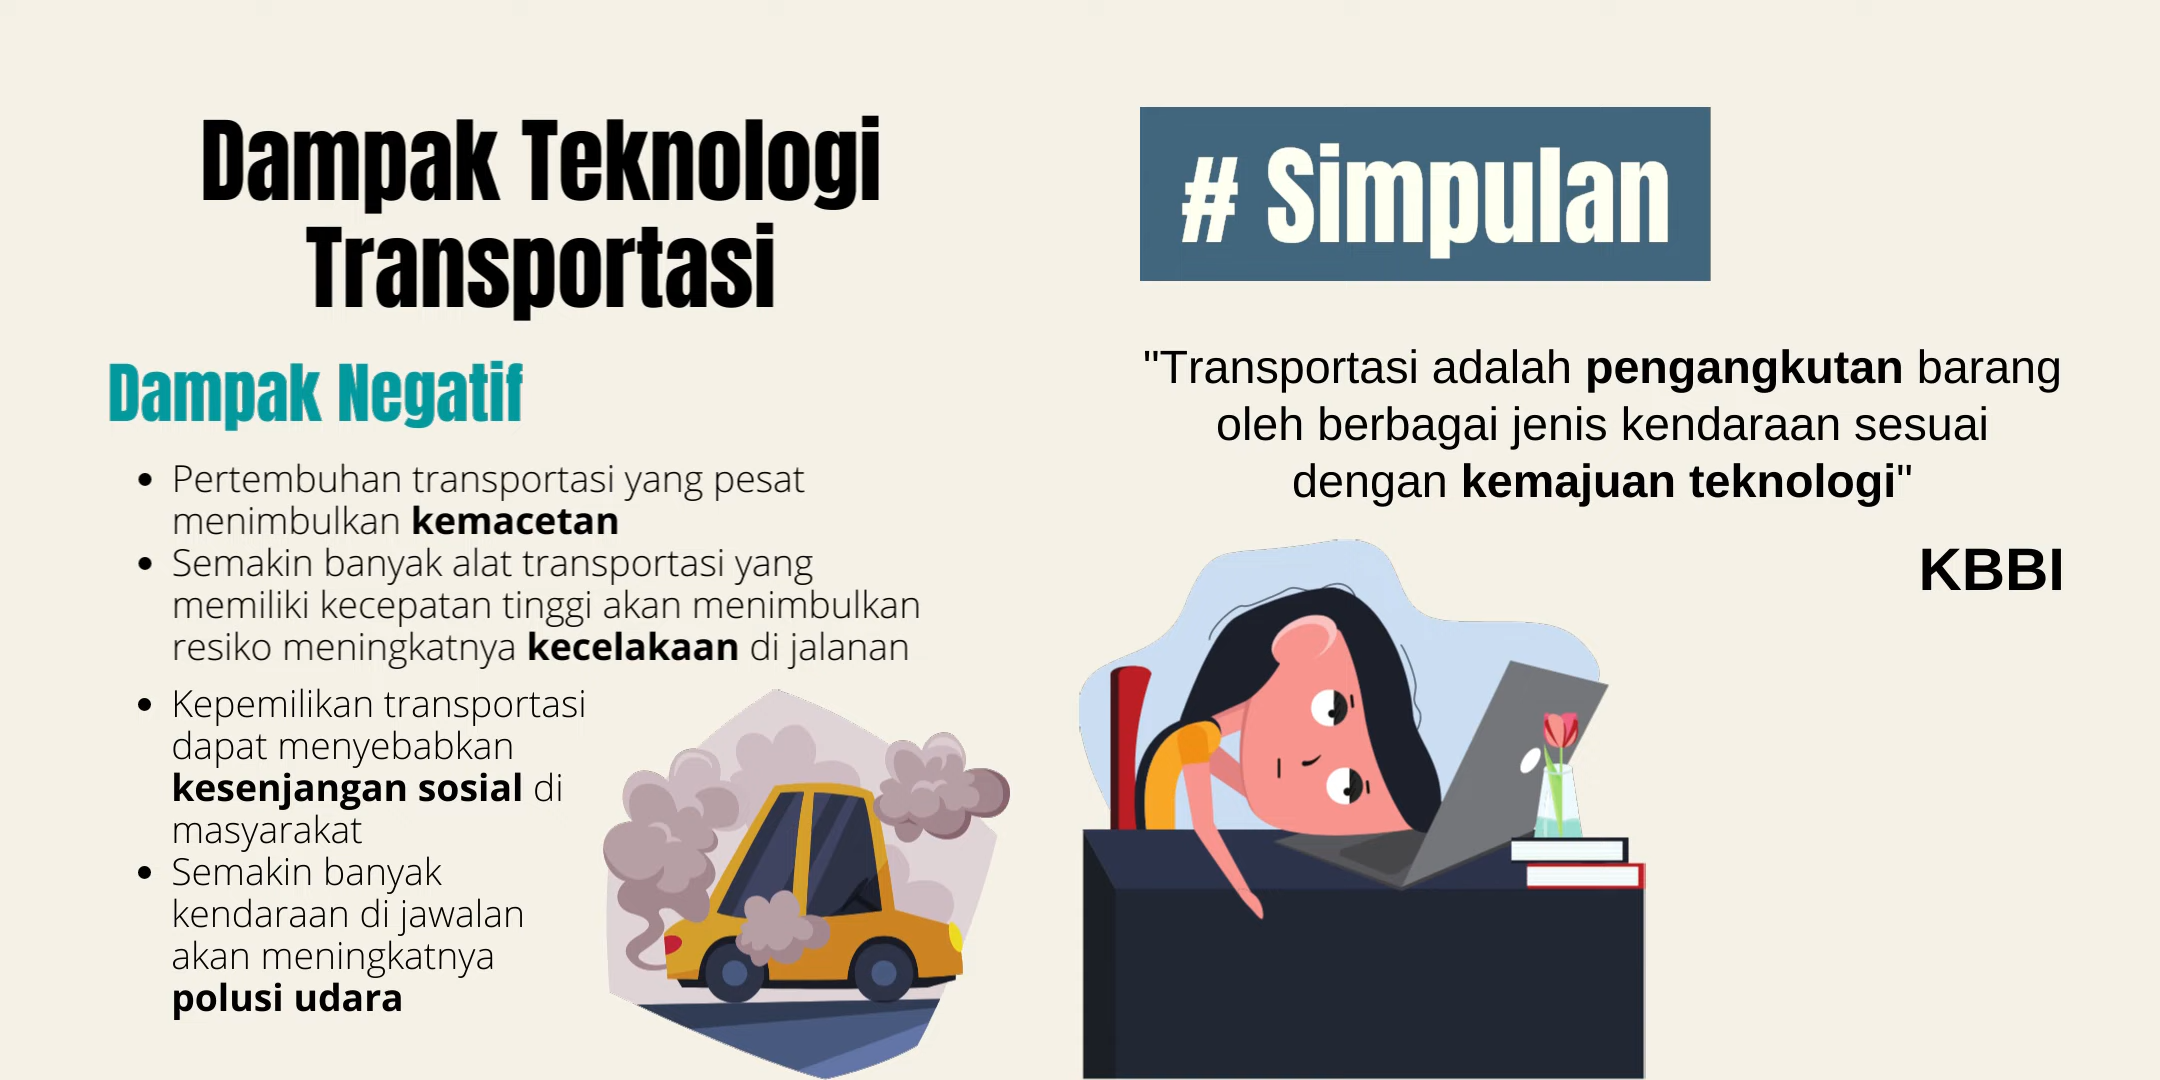 Dampak Teknologi
Transportasi
Dampak Negatif
• Pertembuhan transportasi yang pesat
menimbulkan kemacetan
• Semakin banyak alat transportasi yang
memiliki kecepatan tinggi akan menimbulkan
resiko meningkatnya kecelakaan di jalanan
• Kepemilikan transportasi
dapat menyebabkan
kesenjangan sosial di
masyarakat
• Semakin banyak
kendaraan di jawalan
akan meningkatnya
polusi udara
# Simpulan
"Transportasi adalah pengangkutan barang
oleh berbagai jenis kendaraan sesuai
dengan kemajuan teknologi"
KBBI